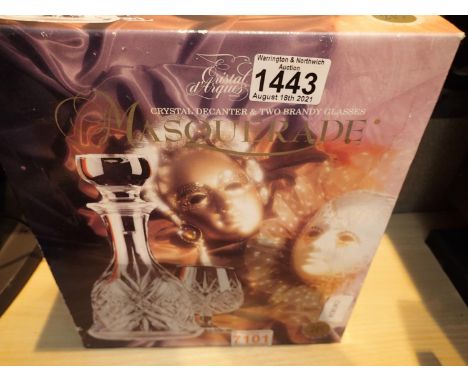 Cristal
d'Arques
Warrington & Northwich
Auction
1443
August 18th 2021
CRYSTAL DECANTER & TWO BRANDY GLASSES
MASQUERADE
7101